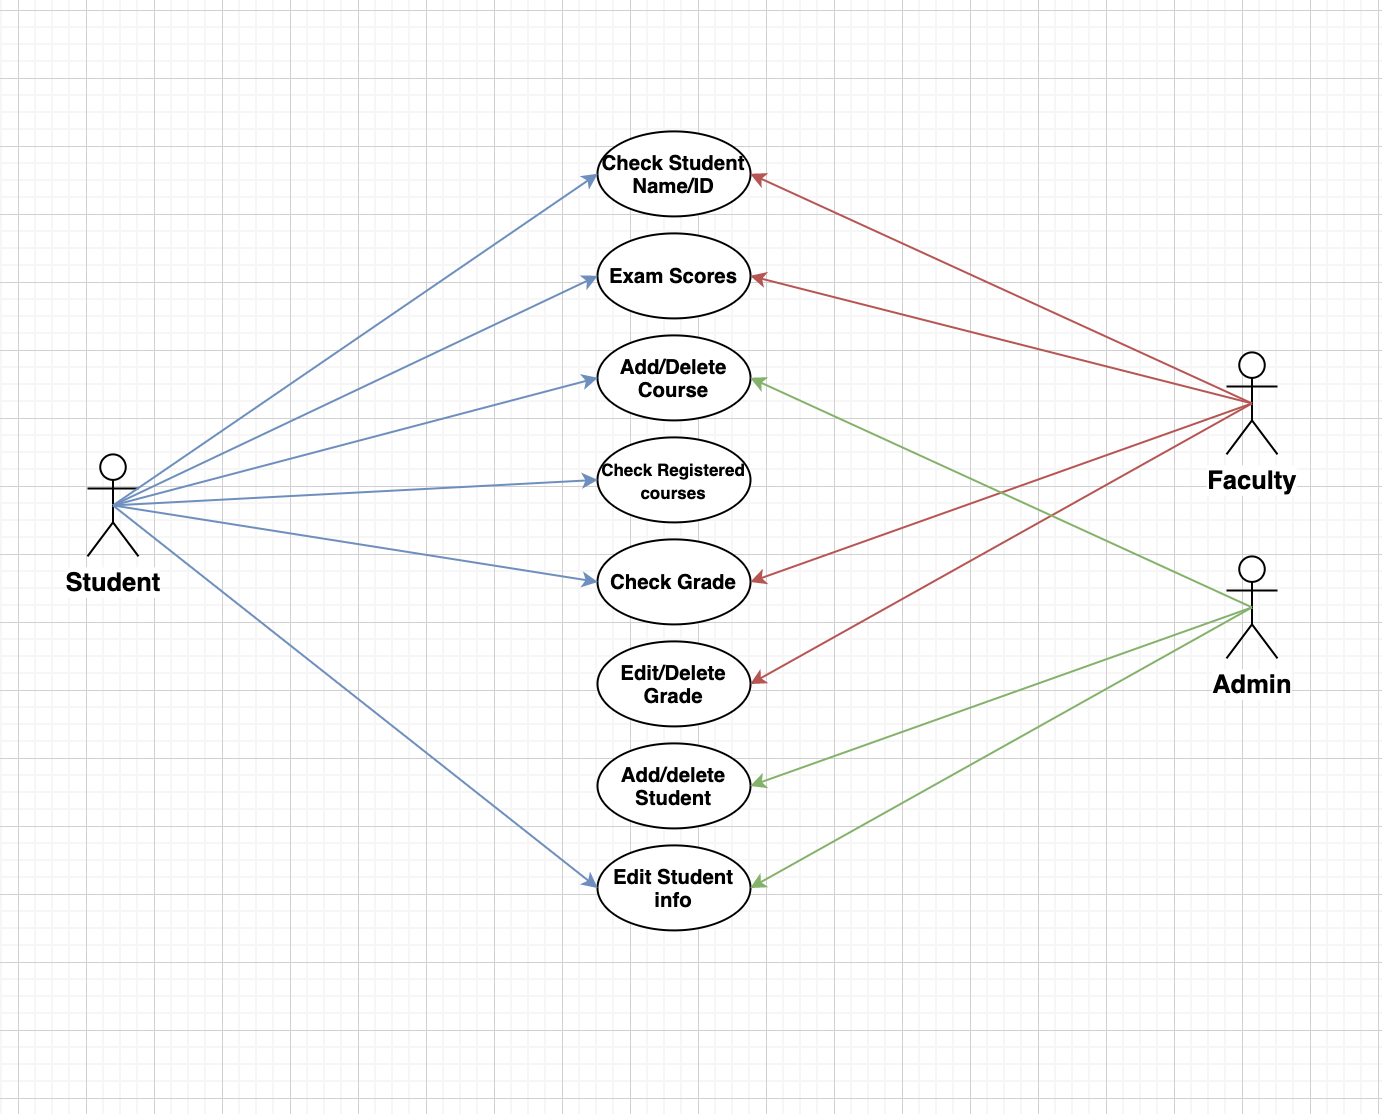 Check Student
Name/ID
Exam Scores
Add/Delete
Course
Check Registered
courses
Check Grade
Edit/Delete
Grade
Add/delete
Student
Edit Student
info
Student
Faculty
Admin